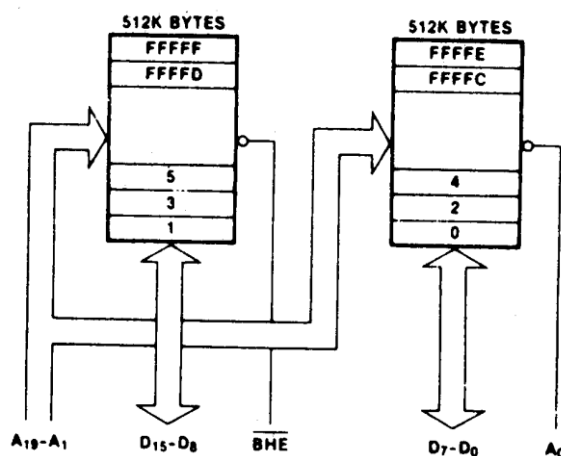 512K BYTES
FFFFF
FFFFD
5
3
1
512K BYTES
FFFFE
FFFFC
4
2
0
A19-A1
D15-D8
BHE
D7-D0